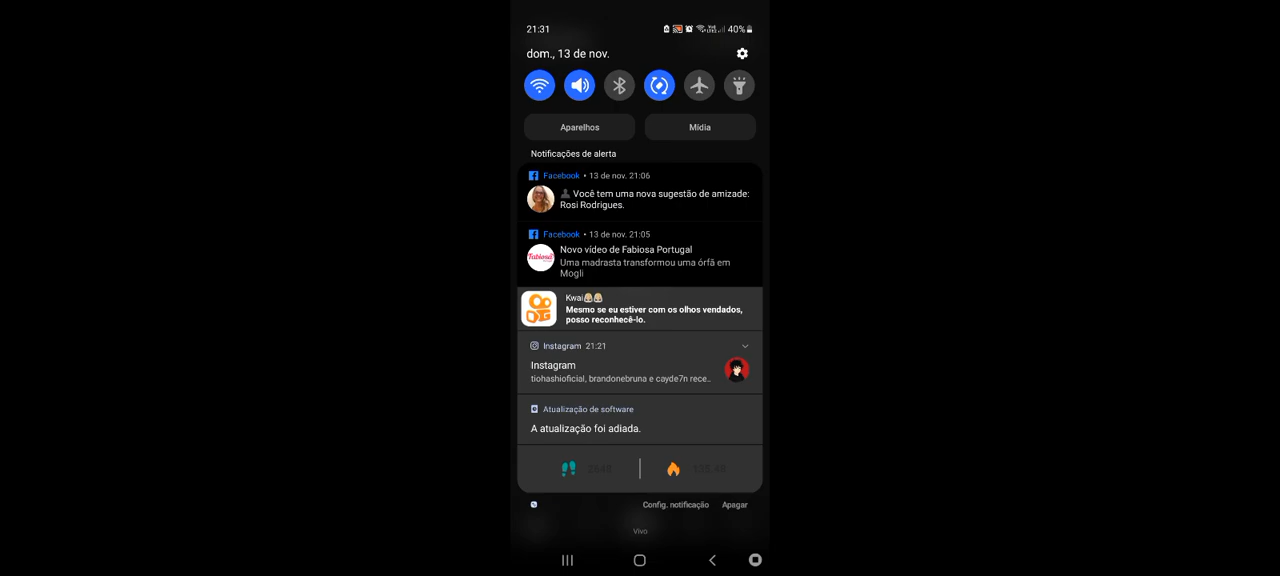 21:31
40%
dom., 13 de nov.
Aparelhos
Mídia
Notificações de alerta
Facebook • 13 de nov. 21:06
Você tem uma nova sugestão de amizade:
Rosi Rodrigues.
Facebook • 13 de nov. 21:05
Novo vídeo de Fabiosa Portugal
Uma madrasta transformou uma órfã em
Mogli
Fabiosa
Kwai
Mesmo se eu estiver com os olhos vendados,
posso reconhecê-lo.
Instagram 21:21
Instagram
tiohashioficial, brandonebruna e cayde7n rece..
Atualização de software
A atualização foi adiada.
Config. notificação
Apagar
Vivo